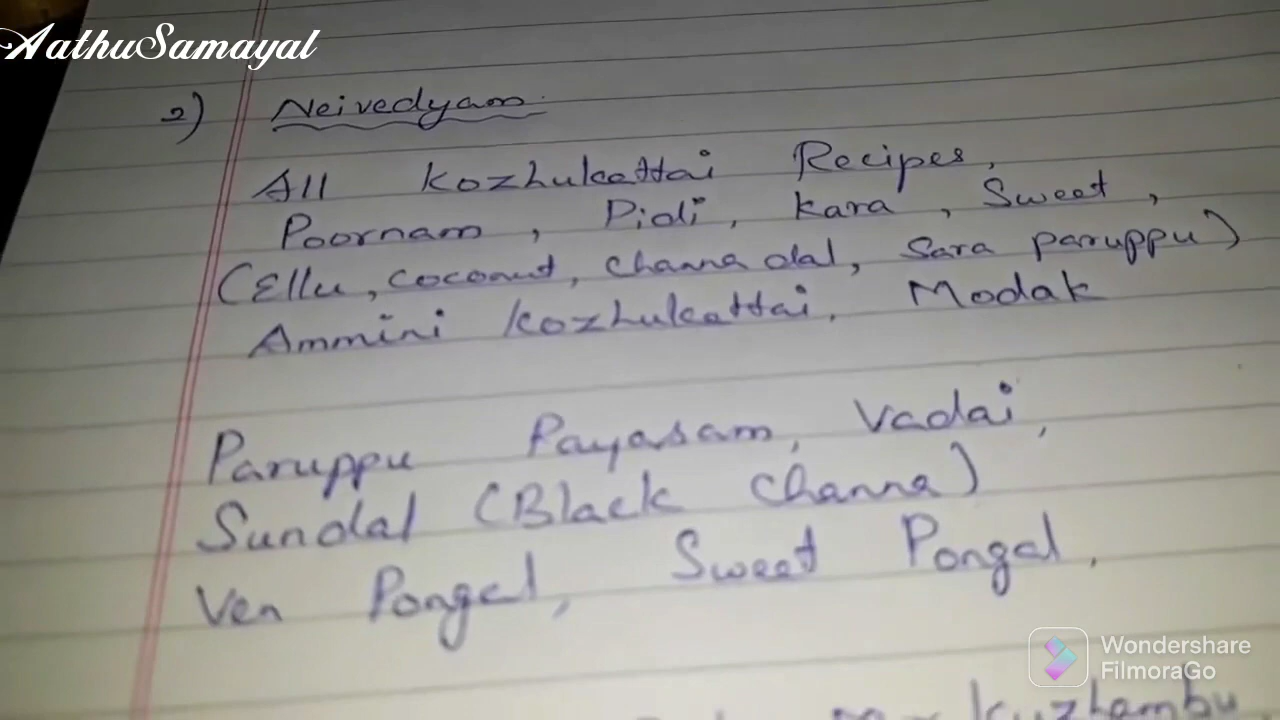 AathuSamayal
2) Neivedyam.
All Kozhukattai Recipes,
Poornam, Pidi, Kara, Sweet,
(Ellu, coconut, channa dal, Sara paruppu)
Ammini Kozhukattai, Modak
Paruppu Payasam, Vadai,
Sundal (Black Channa)
Ven Pongal, Sweet Pongal.
Wondershare
FilmoraGo
Kuzhambu